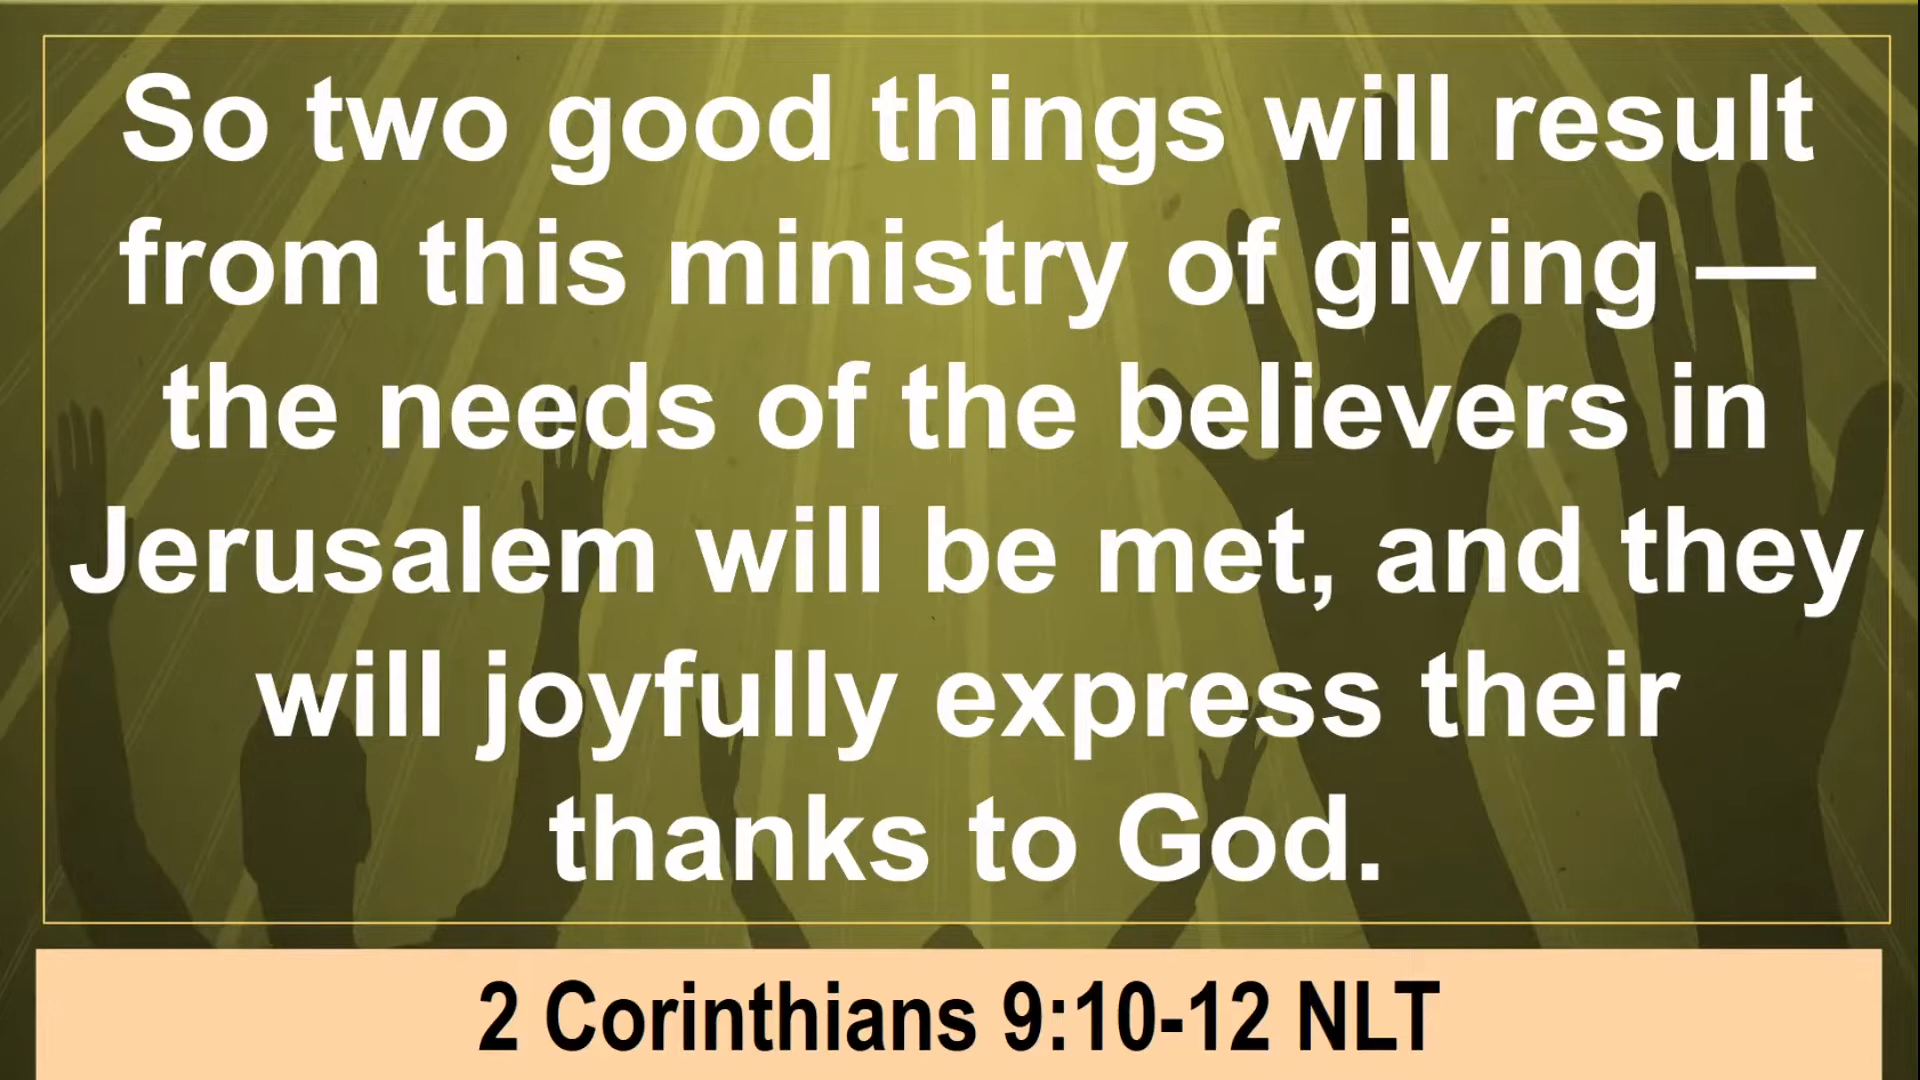 So two good things will result
from this ministry of giving —
the needs of the believers in
Jerusalem will be met, and they
will joyfully express their
thanks to God.
2 Corinthians 9:10-12 NLT